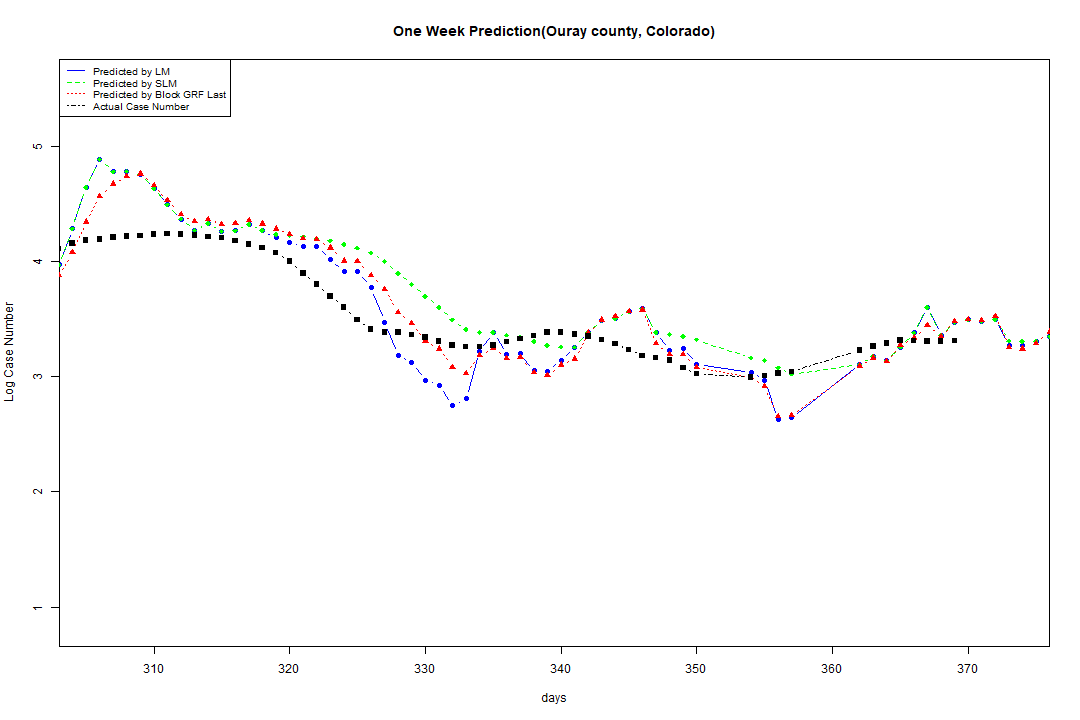 One Week Prediction(Ouray county, Colorado)
Predicted by LM
Predicted by SLM
Predicted by Block GRF Last
Actual Case Number
5
4
3
2
1
Log Case Number
310 320 330 340 350 360 370
days